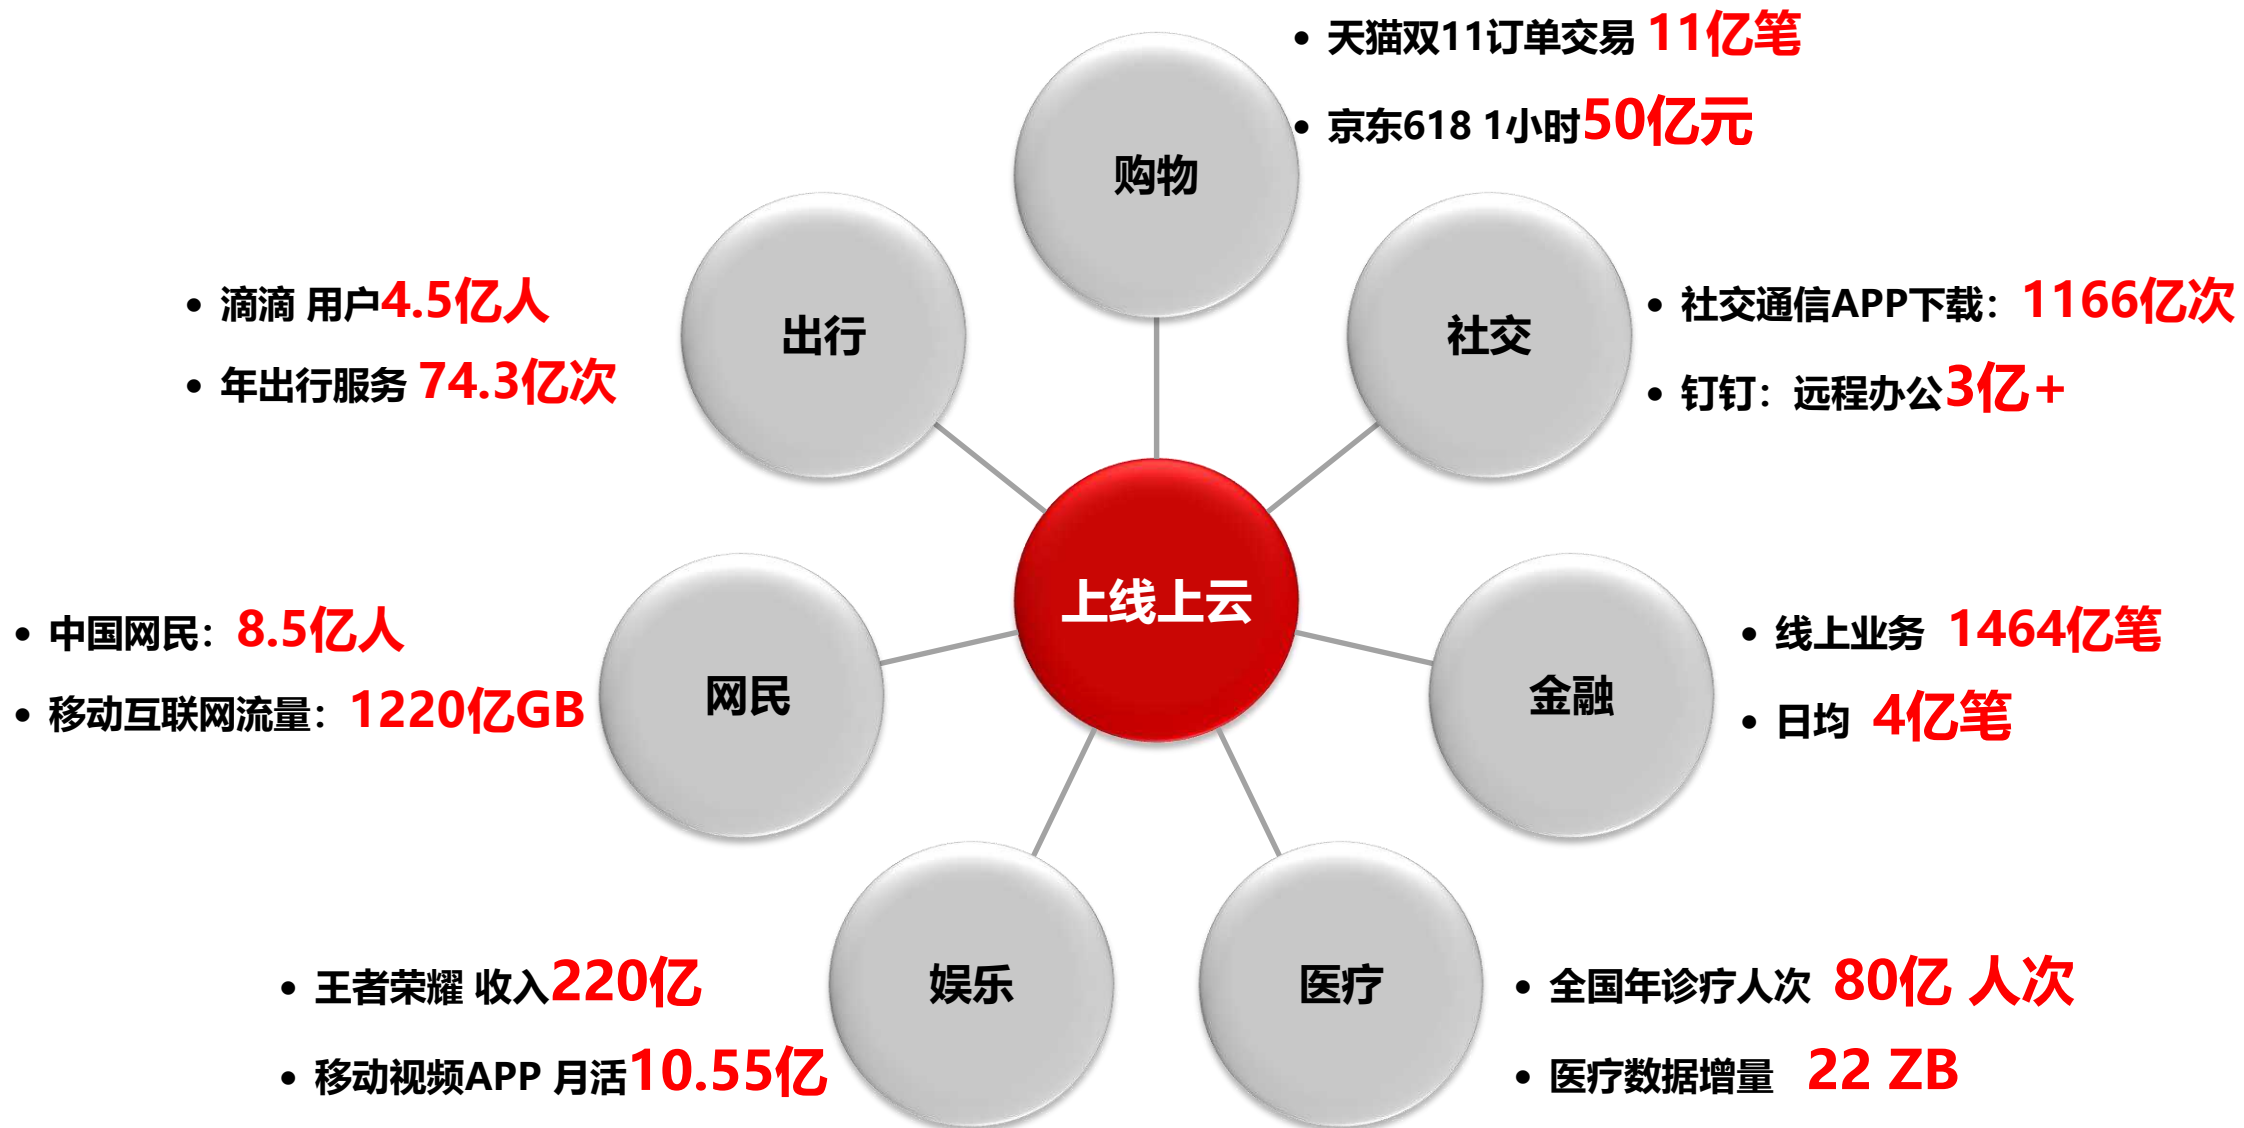 天猫双11订单交易 11亿笔
京东618 1小时50亿元
购物
滴滴 用户4.5亿人
年出行服务 74.3亿次
出行
社交
社交通信APP下载：1166亿次
钉钉：远程办公3亿+
上线上云
中国网民：8.5亿人
移动互联网流量：1220亿GB
网民
金融
线上业务 1464亿笔
日均 4亿笔
王者荣耀 收入220亿
移动视频APP 月活10.55亿
娱乐
医疗
全国年诊疗人次 80亿 人次
医疗数据增量 22 ZB